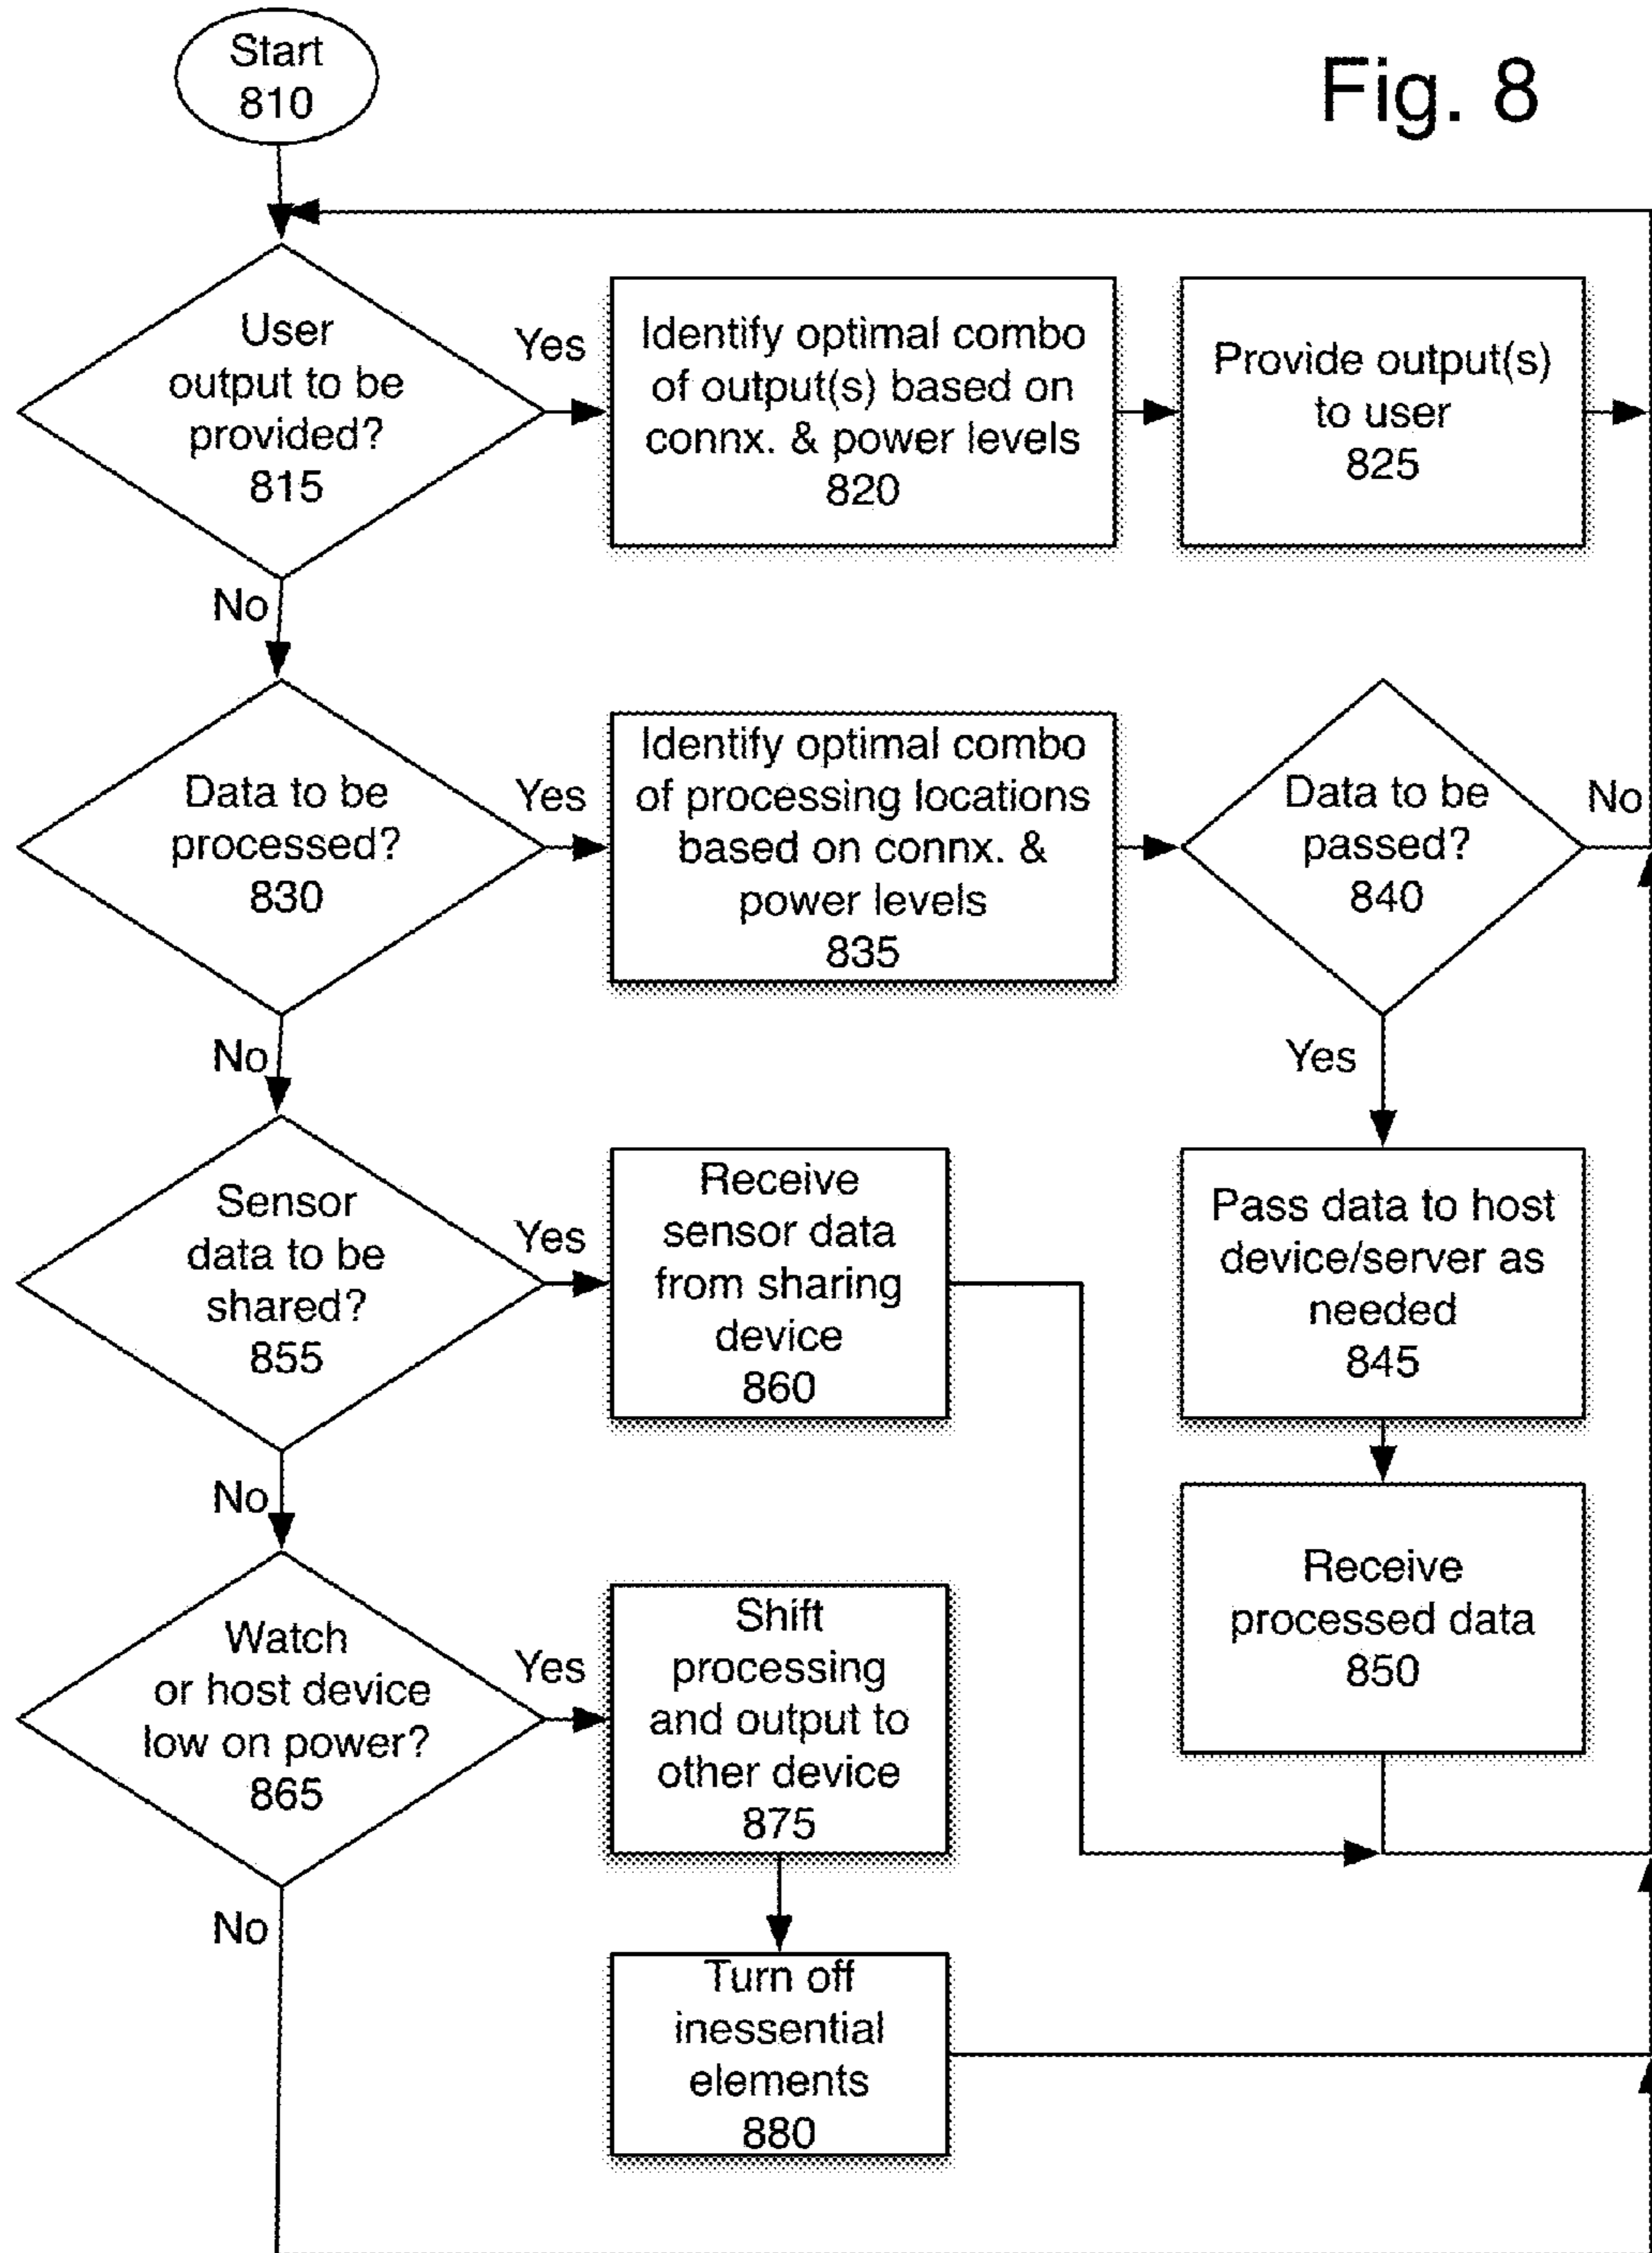 Start
810
Fig. 8
User
output to be
provided?
815
Yes
Identify optimal combo
of output(s) based on
connx. & power levels
820
Provide output(s)
to user
825
No
Data to be
processed?
830
Yes
Identify optimal combo
of processing locations
based on connx. &
power levels
835
Data to be
passed?
840
No
No
Yes
Sensor
data to be
shared?
855
Yes
Receive
sensor data
from sharing
device
860
Pass data to host
device/server as
needed
845
No
Receive
processed data
850
Watch
or host device
low on power?
865
Yes
Shift
processing
and output to
other device
875
No
Turn off
inessential
elements
880